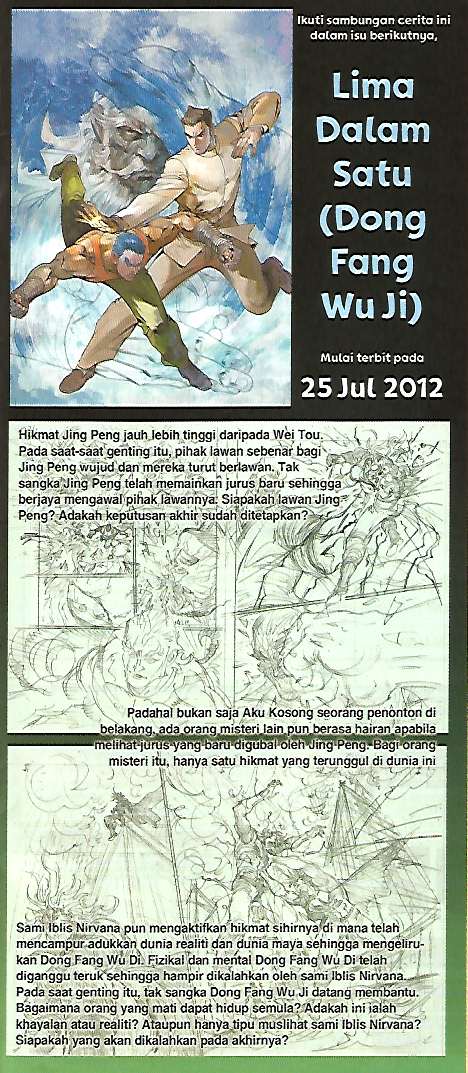 Ikuti sambungan cerita ini
dalam isu berikutnya,
Lima
Dalam
Satu
(Dong
Fang
Wu Ji)
Mulai terbit pada
25 Jul 2012
Hikmat Jing Peng jauh lebih tinggi daripada Wei Tou.
Pada saat-saat genting itu, pihak lawan sebenar bagi
Jing Peng wujud dan mereka turut berlawan. Tak
sangka Jing Peng telah memainkan jurus baru sehingga
berjaya mengawal pihak lawannya. Siapakah lawan Jing
Peng? Adakah keputusan akhir sudah ditetapkan?
Padahal bukan saja Aku Kosong seorang penonton di
belakang, ada orang misteri lain pun berasa hairan apabila
melihat jurus yang baru digubal oleh Jing Peng. Bagi orang
misteri itu, hanya satu hikmat yang terunggul di dunia ini
Sami Iblis Nirvana pun mengaktifkan hikmat sihirnya di mana telah
mencampur adukkan dunia realiti dan dunia maya sehingga mengeliru-
kan Dong Fang Wu Di. Fizikal dan mental Dong Fang Wu Di telah
diganggu teruk sehingga hampir dikalahkan oleh sami Iblis Nirvana.
Pada saat genting itu, tak sangka Dong Fang Wu Ji datang membantu.
Bagaimana orang yang mati dapat hidup semula? Adakah ini ialah
khayalan atau realiti? Ataupun hanya tipu muslihat sami Iblis Nirvana?
Siapakah yang akan dikalahkan pada akhirnya?